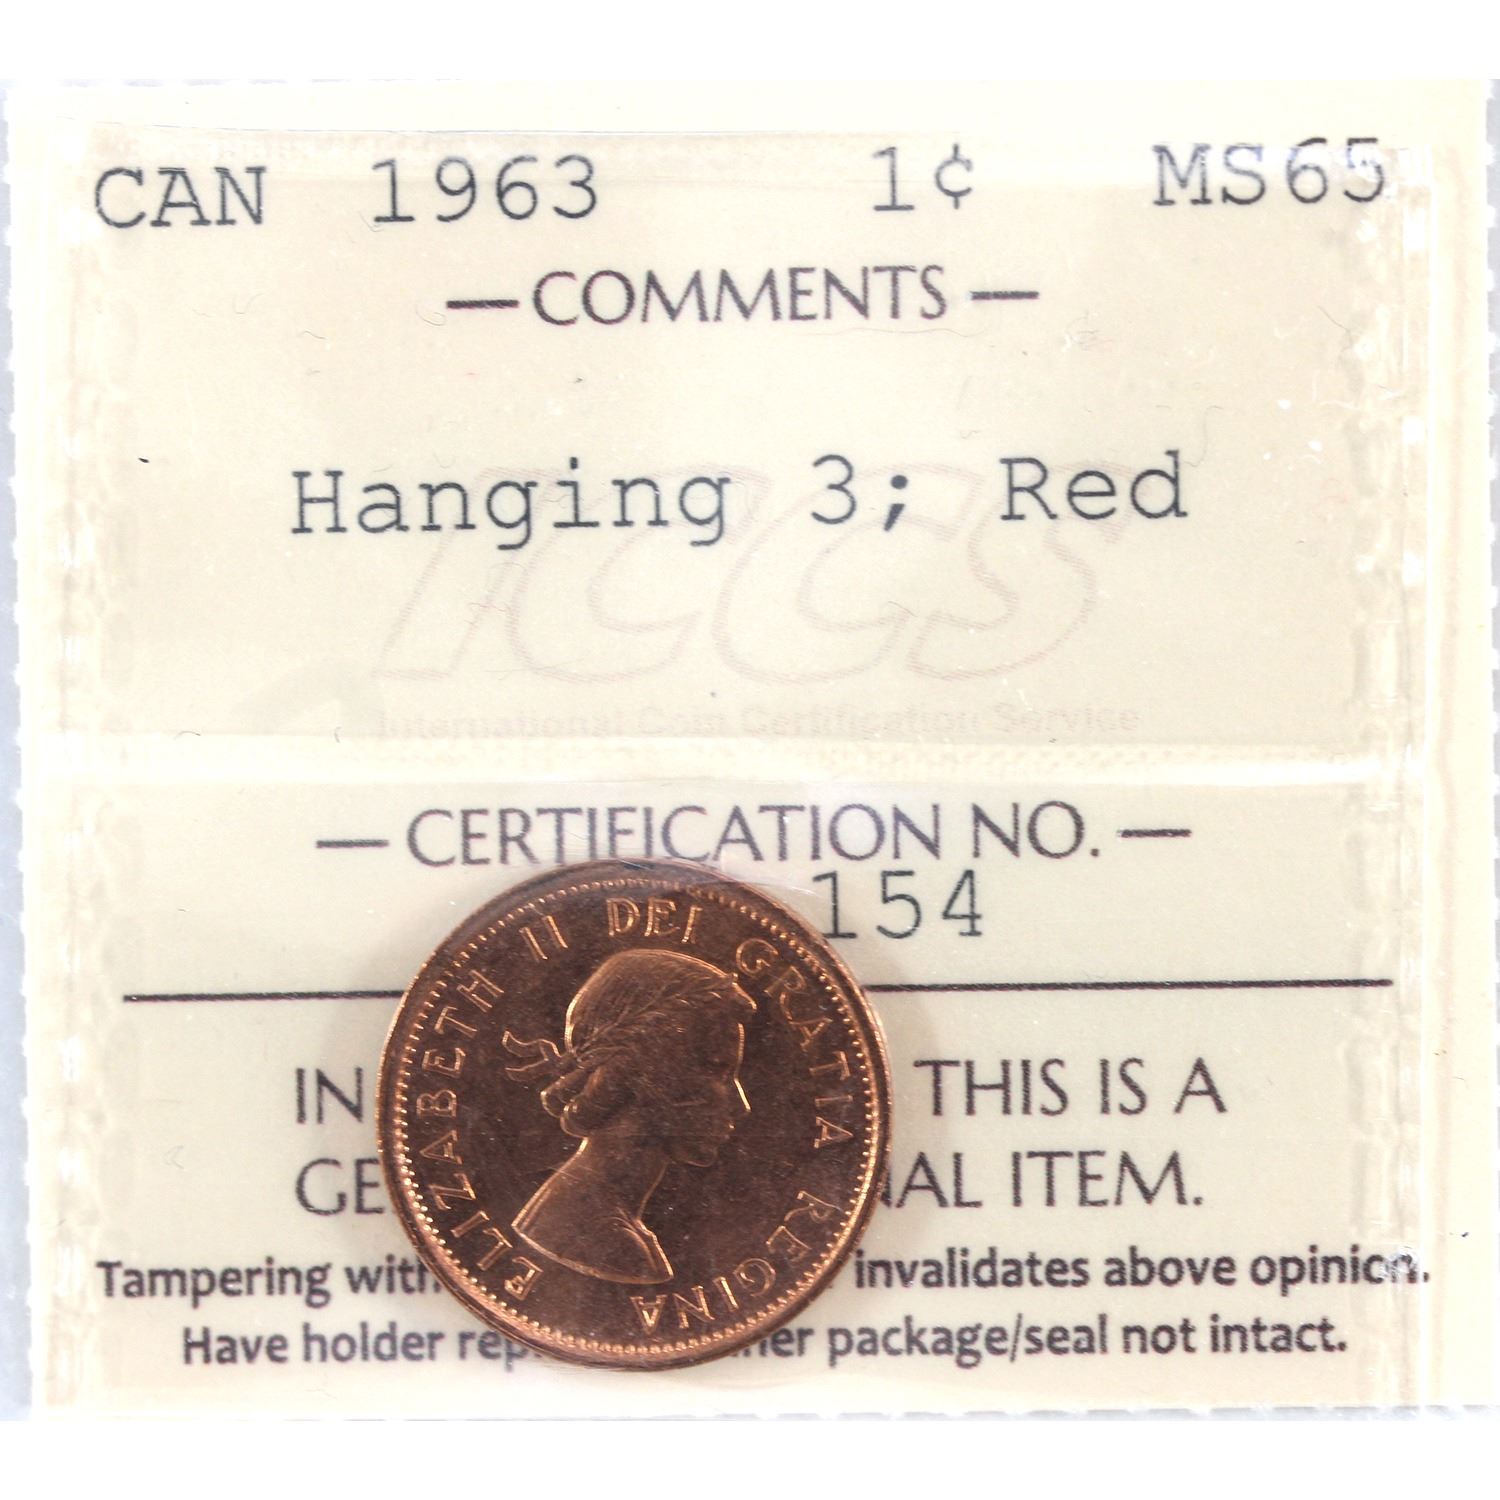 CAN 1963 1¢ MS65
— COMMENTS —
Hanging 3; Red
ICCS
International Coin Certification Service
— CERTIFICATION NO. —
154
ELIZABETH II DEI GRATIA REGINA
IN THIS IS A
GE AL ITEM.
Tampering with invalidates above opinion.
Have holder rep er package/seal not intact.